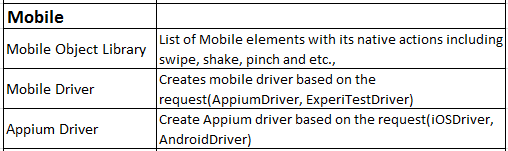 Mobile
Mobile Object Library
List of Mobile elements with its native actions including
swipe, shake, pinch and etc.,
Mobile Driver
Creates mobile driver based on the
request(AppiumDriver, ExperiTestDriver)
Appium Driver
Create Appium driver based on the request(iOSDriver,
AndroidDriver)